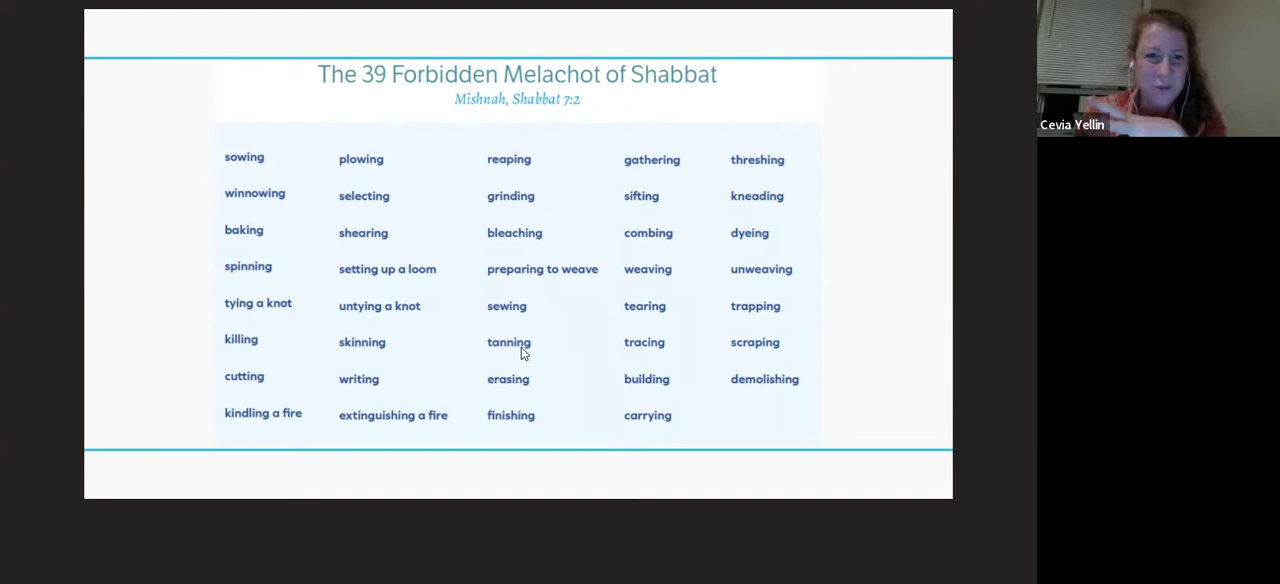 The 39 Forbidden Melachot of Shabbat
Mishnah, Shabbat 7:2
sowing plowing reaping gathering threshing
winnowing selecting grinding sifting kneading
baking shearing bleaching combing dyeing
spinning setting up a loom preparing to weave weaving unweaving
tying a knot untying a knot sewing tearing trapping
killing skinning tanning tracing scraping
cutting writing erasing building demolishing
kindling a fire extinguishing a fire finishing carrying
Cevia Yellin